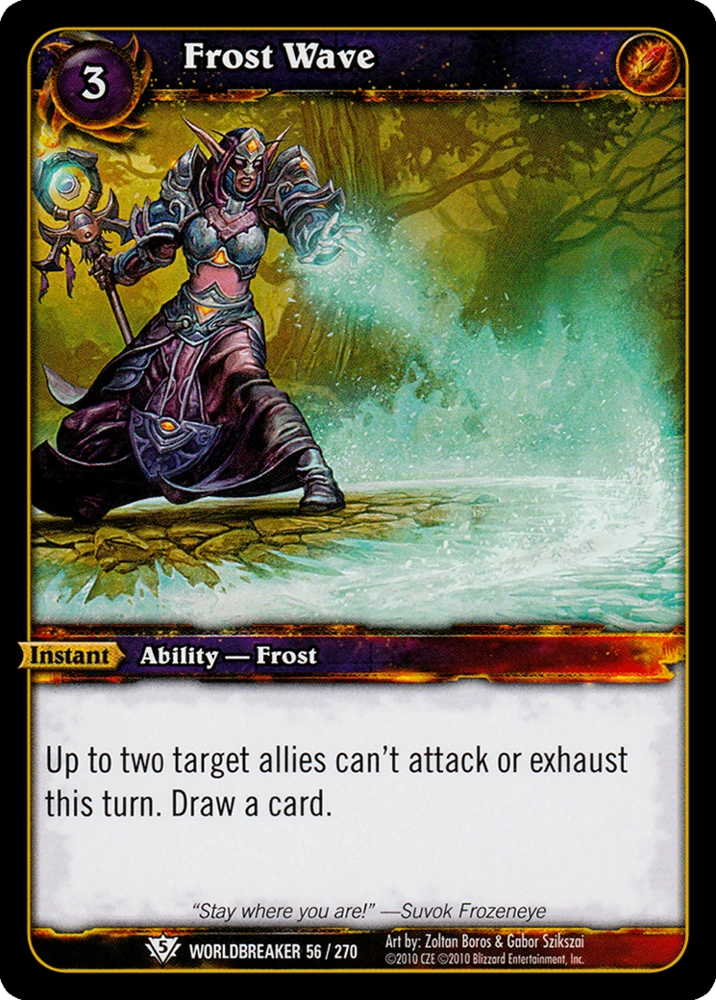 3
Frost Wave
Instant Ability — Frost
Up to two target allies can't attack or exhaust
this turn. Draw a card.
“Stay where you are!” —Suvok Frozeneye
5 WORLDBREAKER 56 / 270
Art by: Zoltan Boros & Gabor Szikszai
©2010 CZE ©2010 Blizzard Entertainment, Inc.